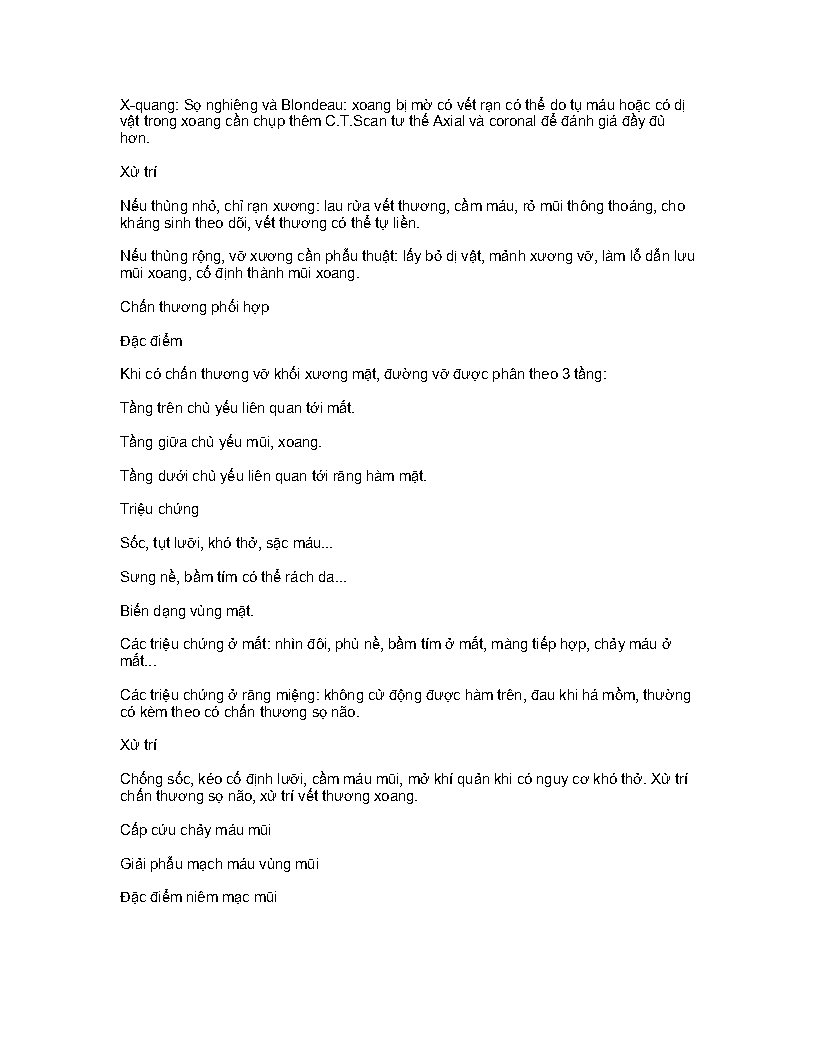 X-quang: Sọ nghiêng và Blondeau: xoang bị mờ có vết rạn có thể do tụ máu hoặc có dị
vật trong xoang cần chụp thêm C.T.Scan tư thế Axial và coronal để đánh giá đầy đủ
hơn.
Xử trí
Nếu thủng nhỏ, chỉ rạn xương: lau rửa vết thương, cầm máu, rỏ mũi thông thoáng, cho
kháng sinh theo dõi, vết thương có thể tự liền.
Nếu thủng rộng, vỡ xương cần phẫu thuật: lấy bỏ dị vật, mảnh xương vỡ, làm lỗ dẫn lưu
mũi xoang, cố định thành mũi xoang.
Chấn thương phối hợp
Đặc điểm
Khi có chấn thương vỡ khối xương mặt, đường vỡ được phân theo 3 tầng:
Tầng trên chủ yếu liên quan tới mắt.
Tầng giữa chủ yếu mũi, xoang.
Tầng dưới chủ yếu liên quan tới răng hàm mặt.
Triệu chứng
Sốc, tụt lưỡi, khó thở, sặc máu...
Sưng nề, bầm tím có thể rách da...
Biến dạng vùng mặt.
Các triệu chứng ở mắt: nhìn đôi, phù nề, bầm tím ở mắt, màng tiếp hợp, chảy máu ở
mắt...
Các triệu chứng ở răng miệng: không cử động được hàm trên, đau khi há mồm, thường
có kèm theo có chấn thương sọ não.
Xử trí
Chống sốc, kéo cố định lưỡi, cầm máu mũi, mở khí quản khi có nguy cơ khó thở. Xử trí
chấn thương sọ não, xử trí vết thương xoang.
Cấp cứu chảy máu mũi
Giải phẫu mạch máu vùng mũi
Đặc điểm niêm mạc mũi